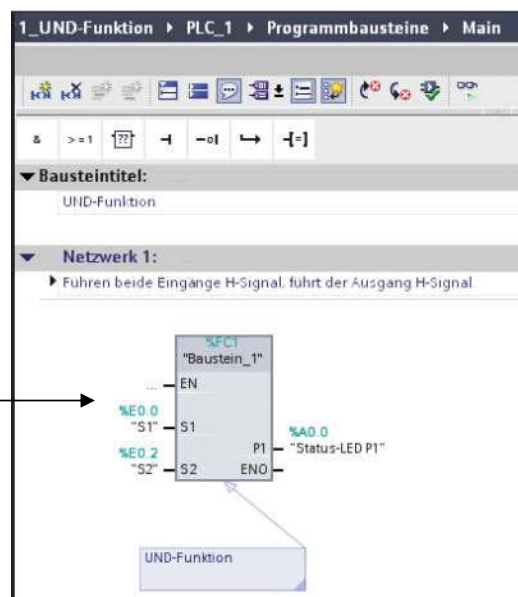 1_UND-Funktion ▸ PLC_1 ▸ Programmbausteine ▸ Main
& >=1 ?? -| -o| -[=]
Bausteintitel:
UND-Funktion
Netzwerk 1:
Führen beide Eingänge H-Signal, führt der Ausgang H-Signal
%FC1
"Baustein_1"
... EN
%E0.0
"S1" S1
%A0.0
P1 "Status-LED P1"
%E0.2
"S2" S2 ENO
UND-Funktion